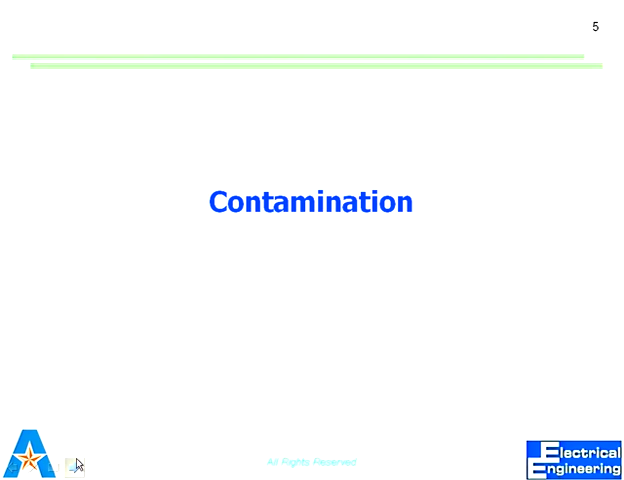 5
Contamination
All Rights Reserved
Electrical
Engineering